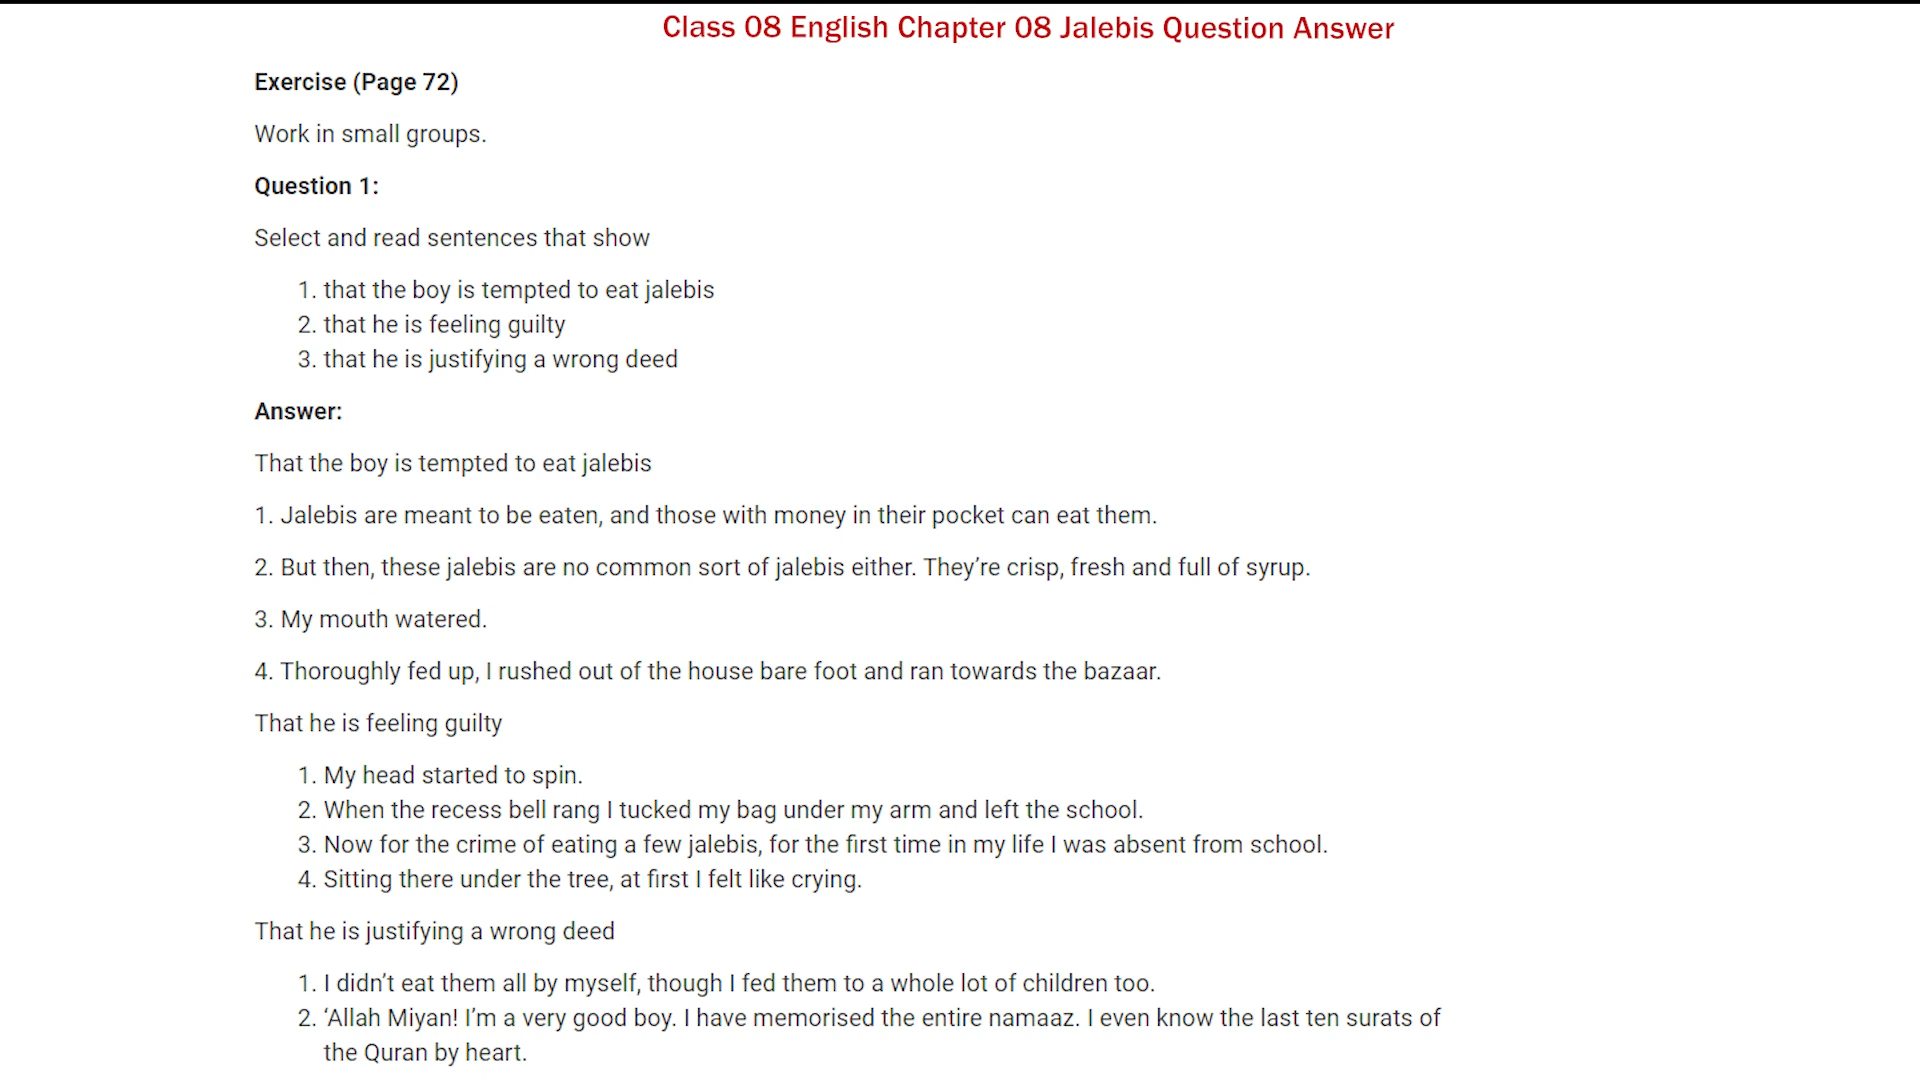 Class 08 English Chapter 08 Jalebis Question Answer
Exercise (Page 72)
Work in small groups.
Question 1:
Select and read sentences that show
1. that the boy is tempted to eat jalebis
2. that he is feeling guilty
3. that he is justifying a wrong deed
Answer:
That the boy is tempted to eat jalebis
1. Jalebis are meant to be eaten, and those with money in their pocket can eat them.
2. But then, these jalebis are no common sort of jalebis either. They’re crisp, fresh and full of syrup.
3. My mouth watered.
4. Thoroughly fed up, I rushed out of the house bare foot and ran towards the bazaar.
That he is feeling guilty
1. My head started to spin.
2. When the recess bell rang I tucked my bag under my arm and left the school.
3. Now for the crime of eating a few jalebis, for the first time in my life I was absent from school.
4. Sitting there under the tree, at first I felt like crying.
That he is justifying a wrong deed
1. I didn’t eat them all by myself, though I fed them to a whole lot of children too.
2. ‘Allah Miyan! I’m a very good boy. I have memorised the entire namaaz. I even know the last ten surats of
the Quran by heart.